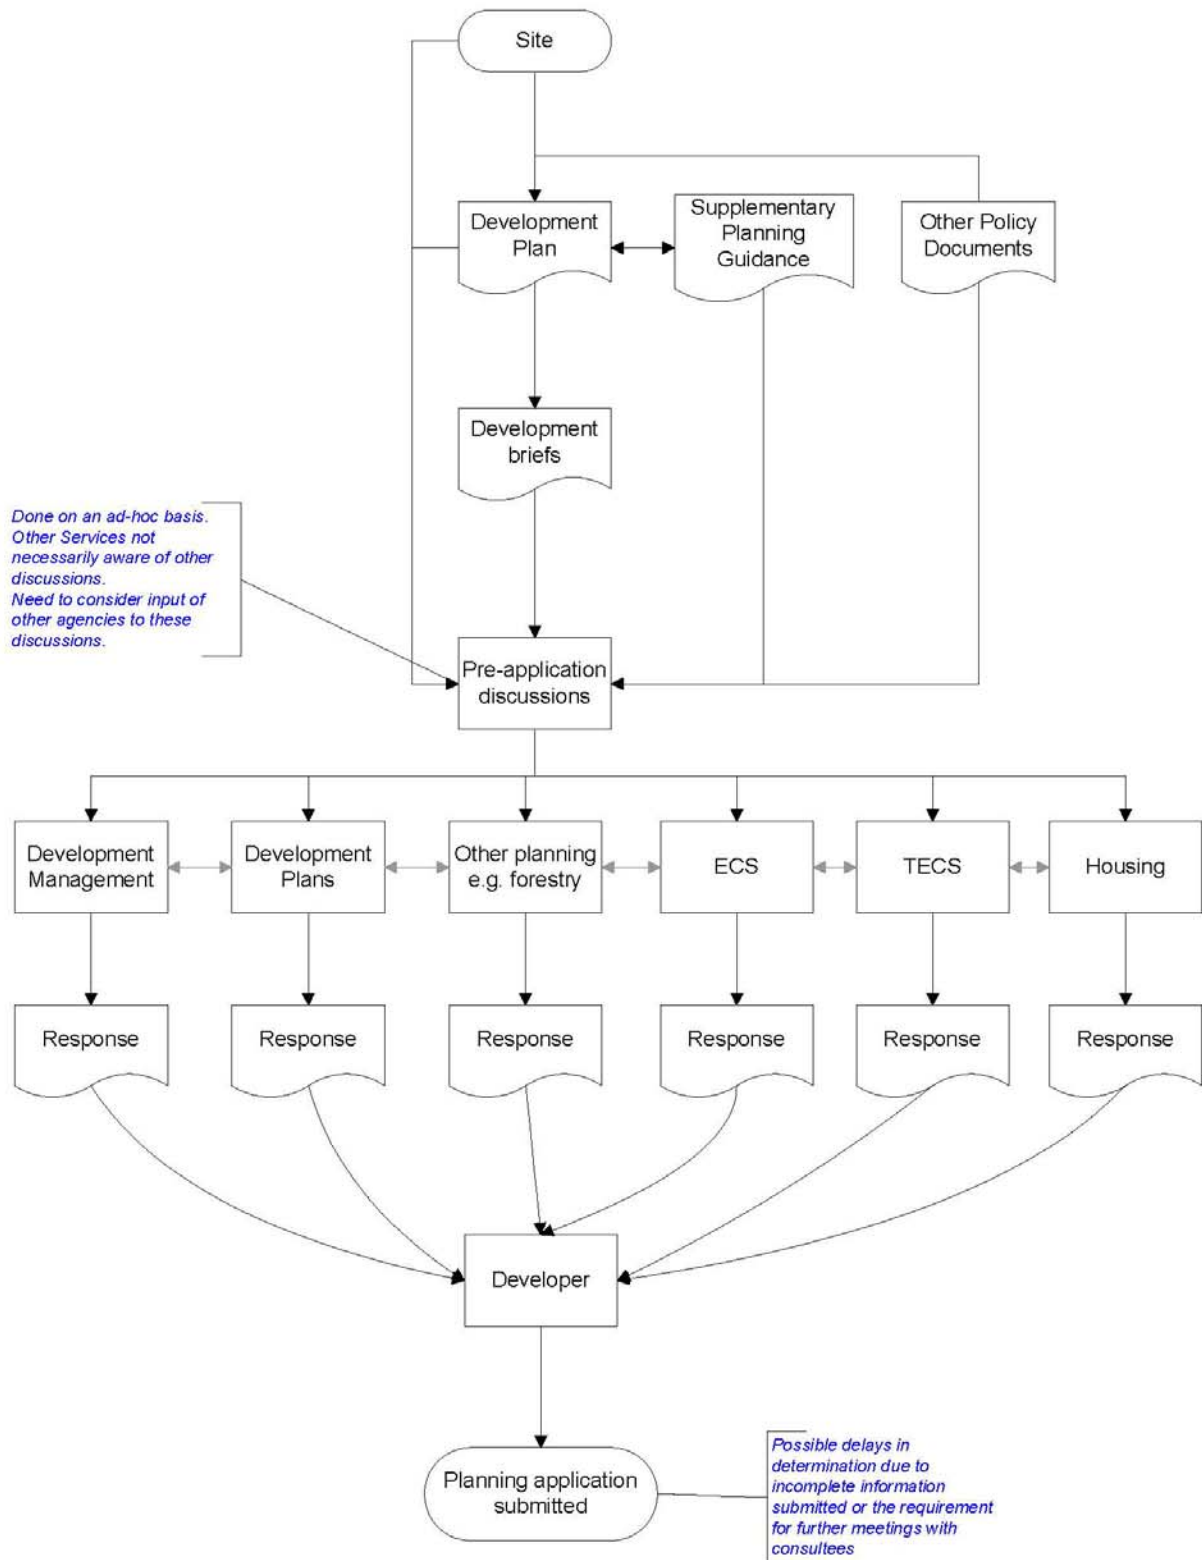 Site
Development
Plan
Supplementary
Planning
Guidance
Other Policy
Documents
Development
briefs
Done on an ad-hoc basis.
Other Services not
necessarily aware of other
discussions.
Need to consider input of
other agencies to these
discussions.
Pre-application
discussions
Development
Management
Development
Plans
Other planning
e.g. forestry
ECS
TECS
Housing
Response
Response
Response
Response
Response
Response
Developer
Planning application
submitted
Possible delays in
determination due to
incomplete information
submitted or the requirement
for further meetings with
consultees